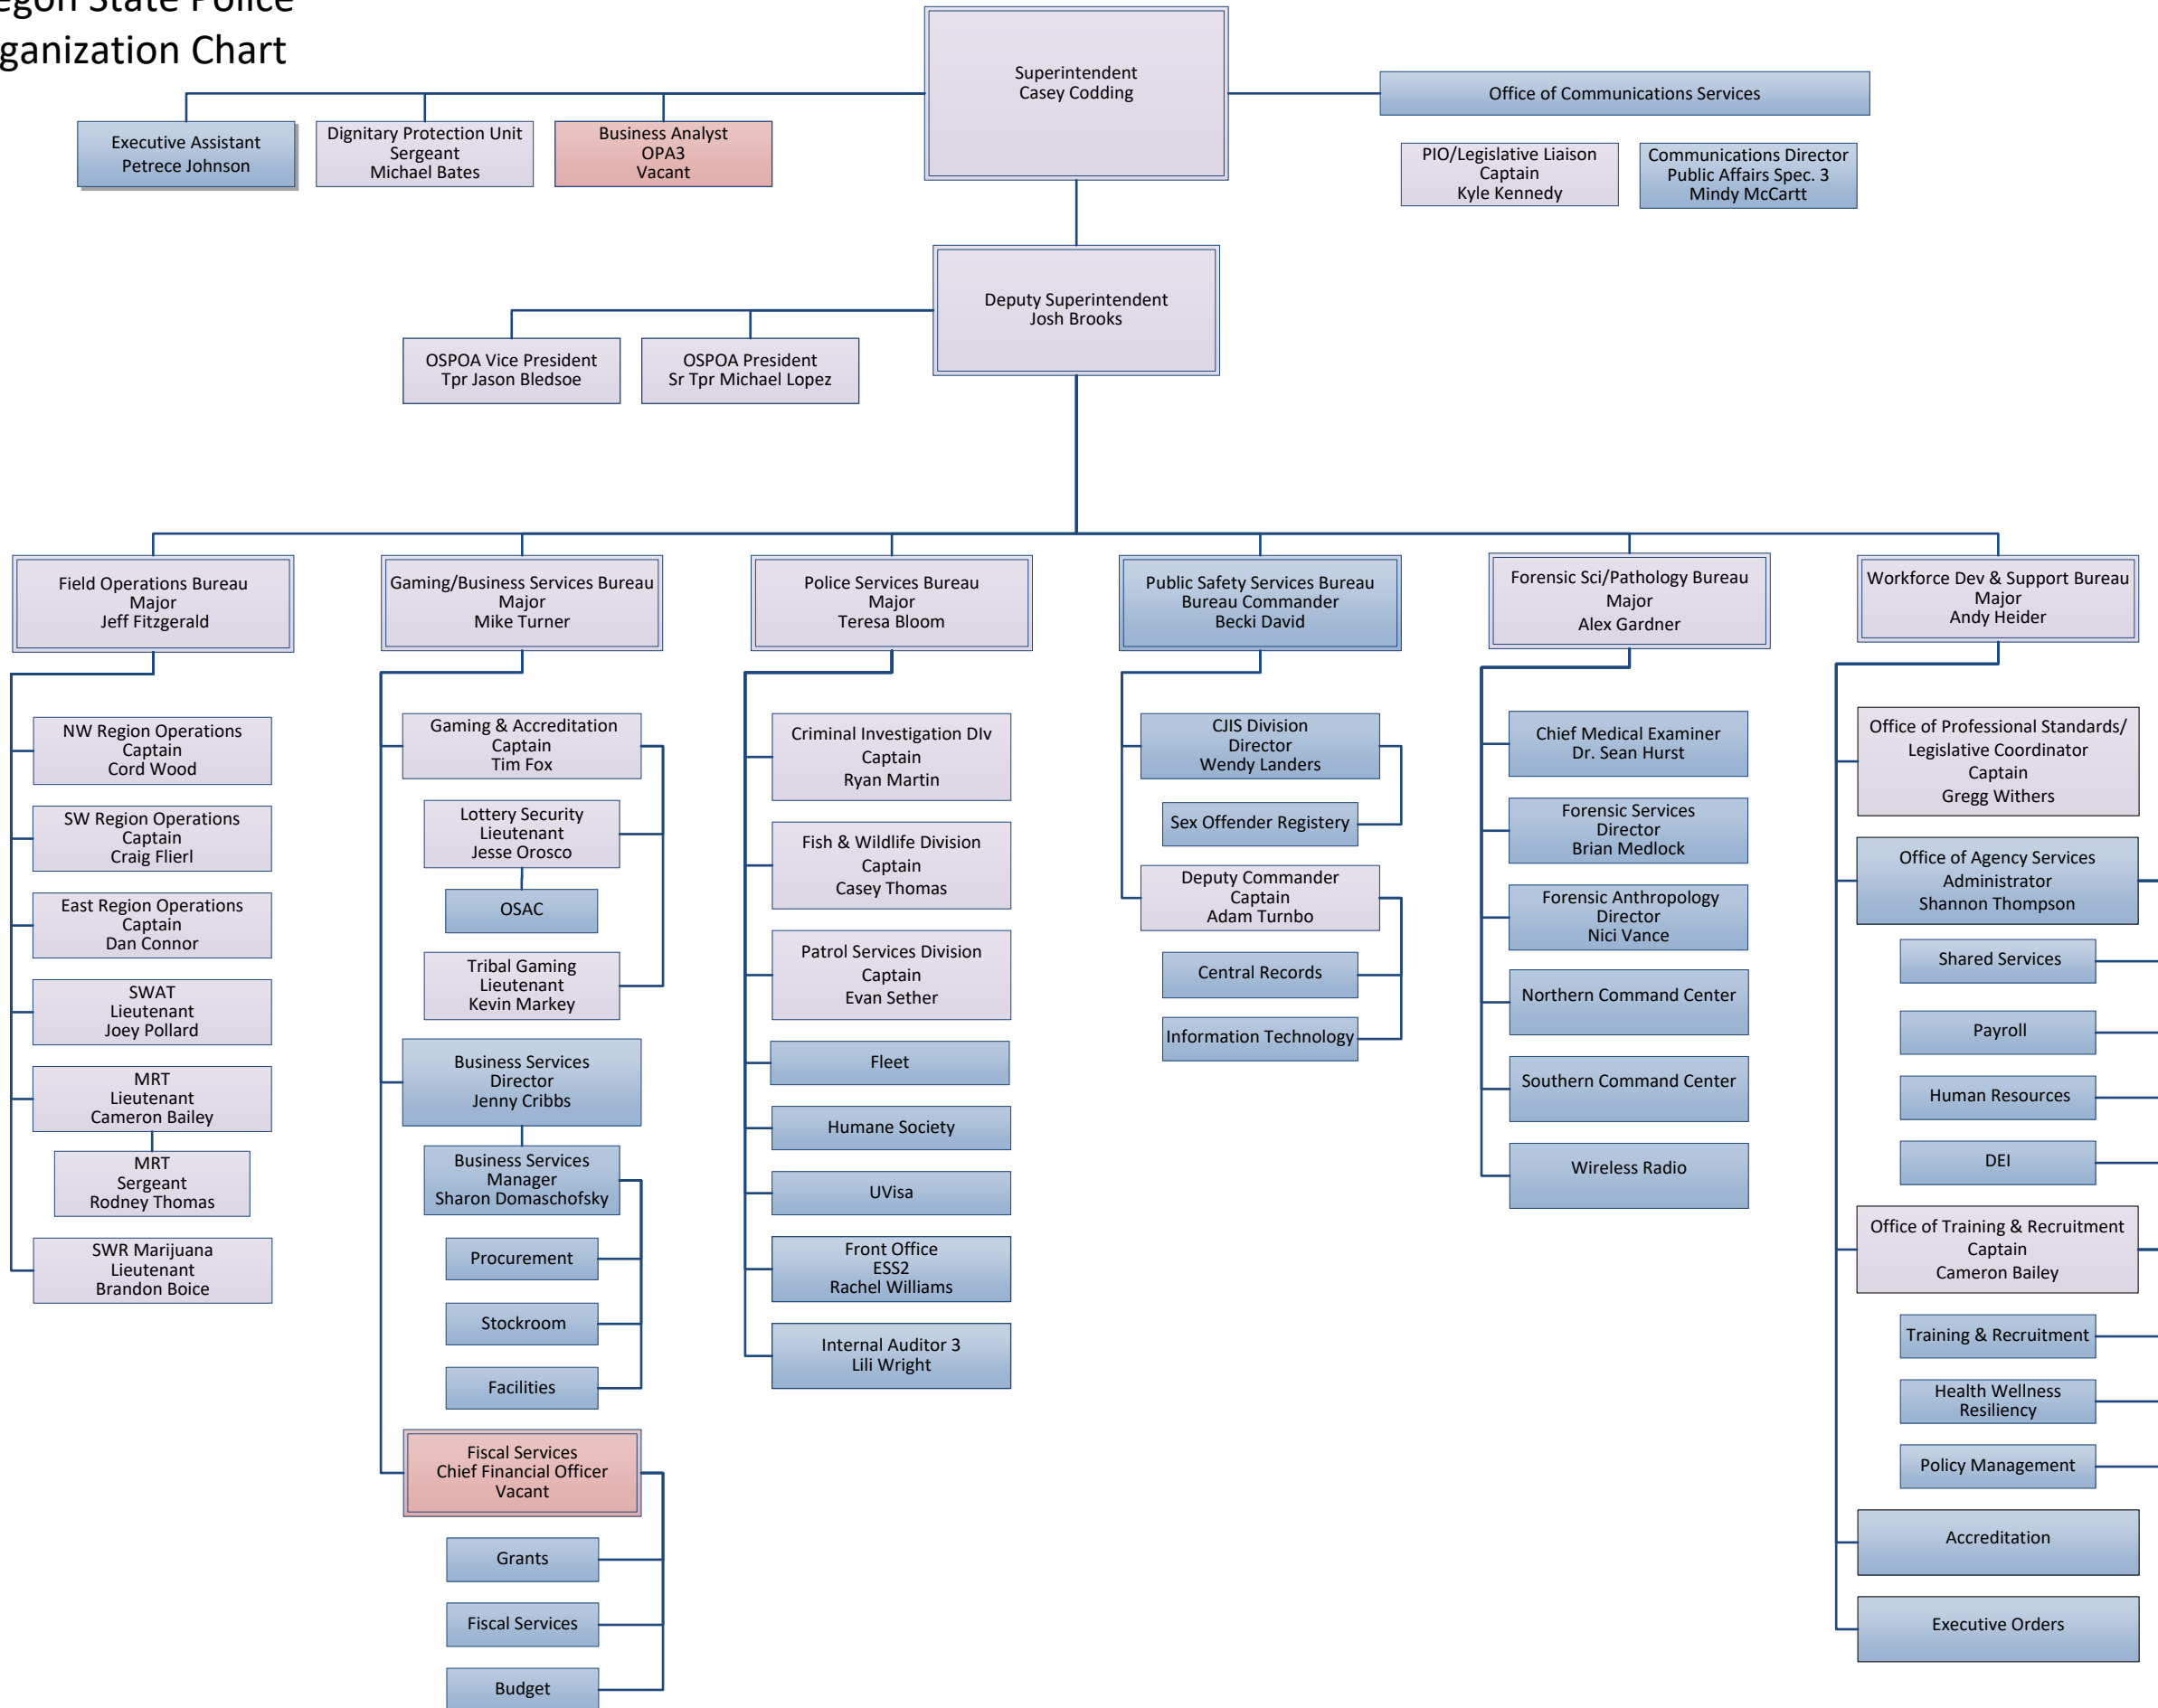 egon State Police
ganization Chart
Superintendent
Casey Codding
Office of Communications Services
Executive Assistant
Petrece Johnson
Dignitary Protection Unit
Sergeant
Michael Bates
Business Analyst
OPA3
Vacant
PIO/Legislative Liaison
Captain
Kyle Kennedy
Communications Director
Public Affairs Spec. 3
Mindy McCartt
Deputy Superintendent
Josh Brooks
OSPOA Vice President
Tpr Jason Bledsoe
OSPOA President
Sr Tpr Michael Lopez
Field Operations Bureau
Major
Jeff Fitzgerald
NW Region Operations
Captain
Cord Wood
SW Region Operations
Captain
Craig Flierl
East Region Operations
Captain
Dan Connor
SWAT
Lieutenant
Joey Pollard
MRT
Lieutenant
Cameron Bailey
MRT
Sergeant
Rodney Thomas
SWR Marijuana
Lieutenant
Brandon Boice
Gaming/Business Services Bureau
Major
Mike Turner
Gaming & Accreditation
Captain
Tim Fox
Lottery Security
Lieutenant
Jesse Orosco
OSAC
Tribal Gaming
Lieutenant
Kevin Markey
Business Services
Director
Jenny Cribbs
Business Services
Manager
Sharon Domaschofsky
Procurement
Stockroom
Facilities
Fiscal Services
Chief Financial Officer
Vacant
Grants
Fiscal Services
Budget
Police Services Bureau
Major
Teresa Bloom
Criminal Investigation DIv
Captain
Ryan Martin
Fish & Wildlife Division
Captain
Casey Thomas
Patrol Services Division
Captain
Evan Sether
Fleet
Humane Society
UVisa
Front Office
ESS2
Rachel Williams
Internal Auditor 3
Lili Wright
Public Safety Services Bureau
Bureau Commander
Becki David
CJIS Division
Director
Wendy Landers
Sex Offender Registery
Deputy Commander
Captain
Adam Turnbo
Central Records
Information Technology
Forensic Sci/Pathology Bureau
Major
Alex Gardner
Chief Medical Examiner
Dr. Sean Hurst
Forensic Services
Director
Brian Medlock
Forensic Anthropology
Director
Nici Vance
Northern Command Center
Southern Command Center
Wireless Radio
Workforce Dev & Support Bureau
Major
Andy Heider
Office of Professional Standards/
Legislative Coordinator
Captain
Gregg Withers
Office of Agency Services
Administrator
Shannon Thompson
Shared Services
Payroll
Human Resources
DEI
Office of Training & Recruitment
Captain
Cameron Bailey
Training & Recruitment
Health Wellness
Resiliency
Policy Management
Accreditation
Executive Orders